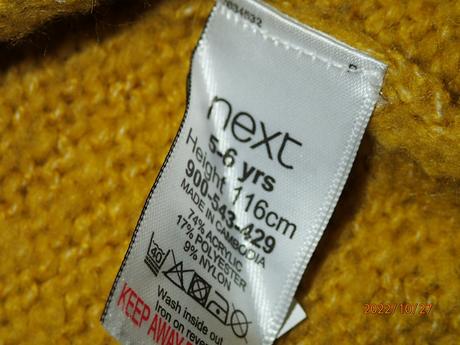 next
5-6 yrs
Height 116cm
900-543-429
MADE IN CAMBODIA
74% ACRYLIC
17% POLYESTER
9% NYLON
40
Wash inside out
Iron on reverse
KEEP AWAY
2022/10/27